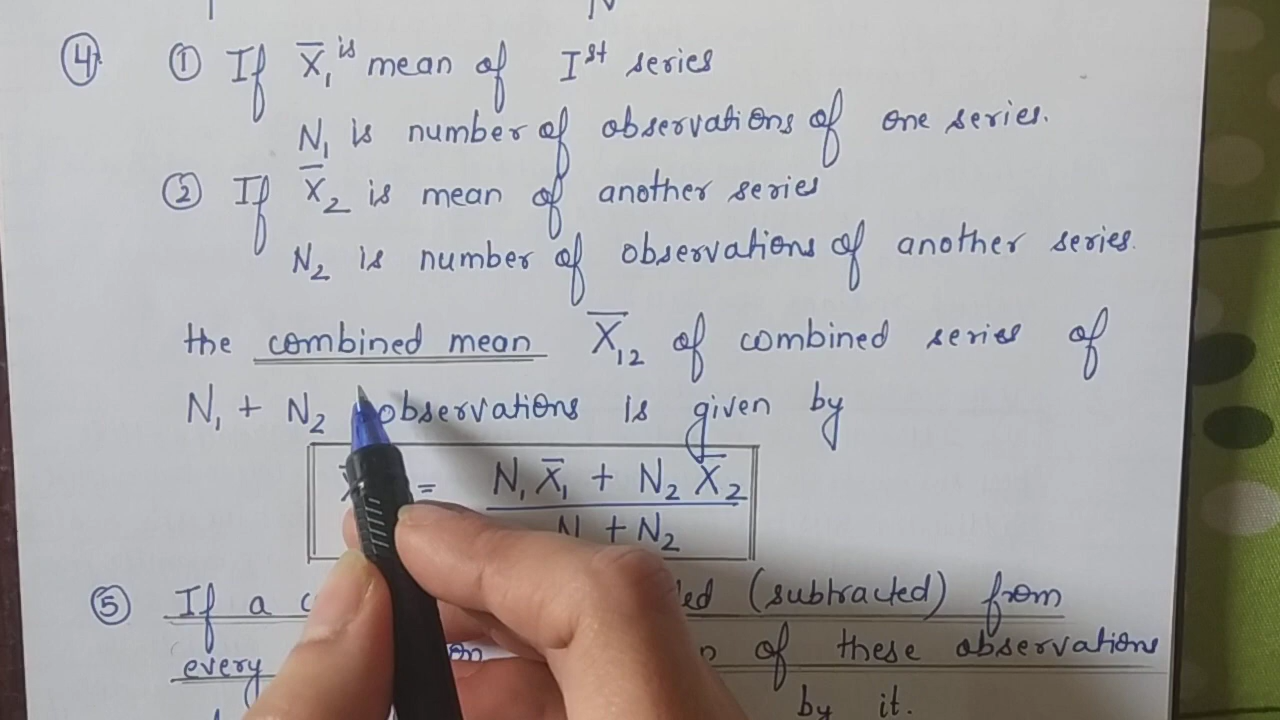 ④ ① If X̄₁ is mean of Iˢᵗ series
N₁ is number of observations of one series.
② If X̄₂ is mean of another series
N₂ is number of observations of another series.
the combined mean X̄₁₂ of combined series of
N₁ + N₂ observations is given by
= N₁X̄₁ + N₂X̄₂
+ N₂
⑤ If a (subtracted) from
every of these observations
by it.